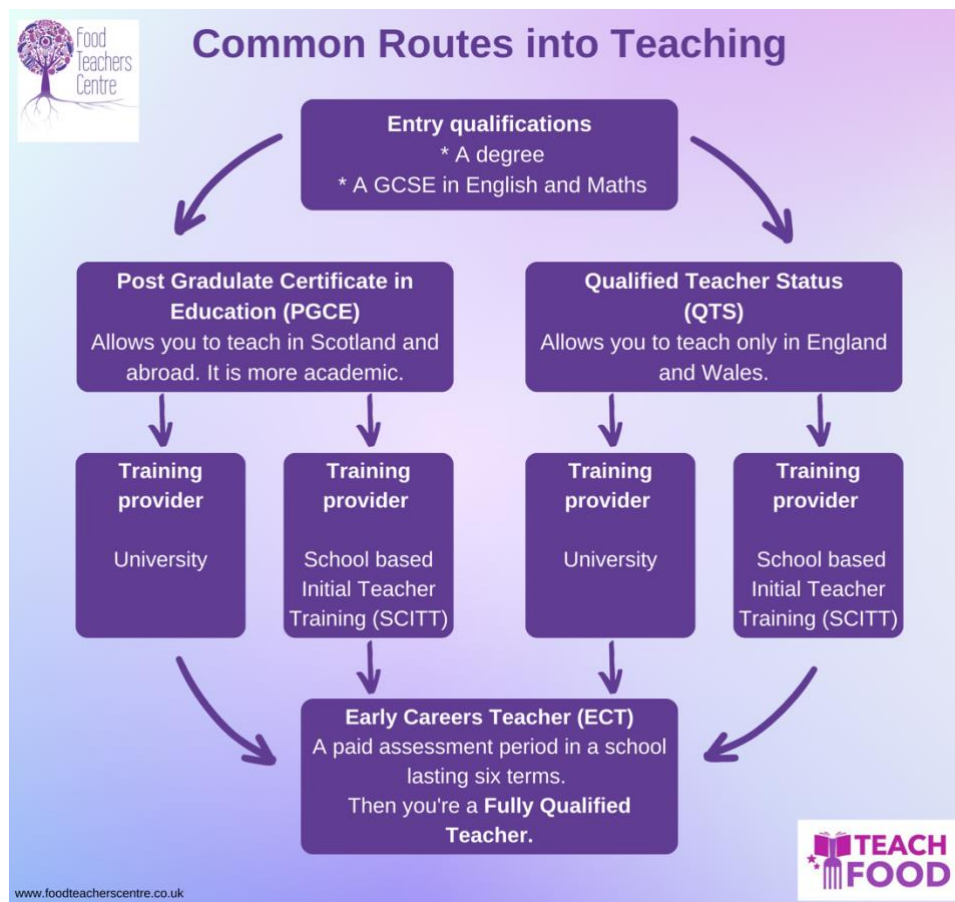 Food
Teachers
Centre
Common Routes into Teaching
Entry qualifications
* A degree
* A GCSE in English and Maths
Post Gradulate Certificate in
Education (PGCE)
Allows you to teach in Scotland and
abroad. It is more academic.
Qualified Teacher Status
(QTS)
Allows you to teach only in England
and Wales.
Training
provider
University
Training
provider
School based
Initial Teacher
Training (SCITT)
Training
provider
University
Training
provider
School based
Initial Teacher
Training (SCITT)
Early Careers Teacher (ECT)
A paid assessment period in a school
lasting six terms.
Then you're a Fully Qualified
Teacher.
TEACH
FOOD
www.foodteacherscentre.co.uk